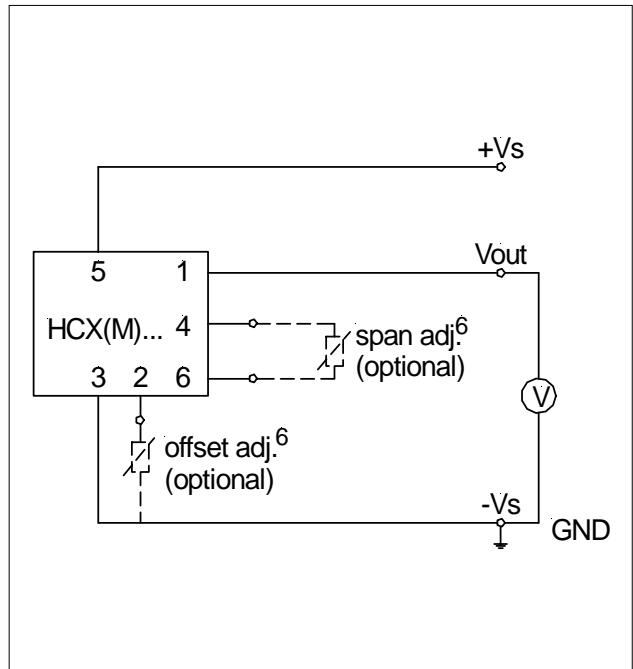 +Vs
5 1
Vout
HCX(M)... 4
span adj.⁶
(optional)
3 2 6
V
offset adj.⁶
(optional)
-Vs
GND